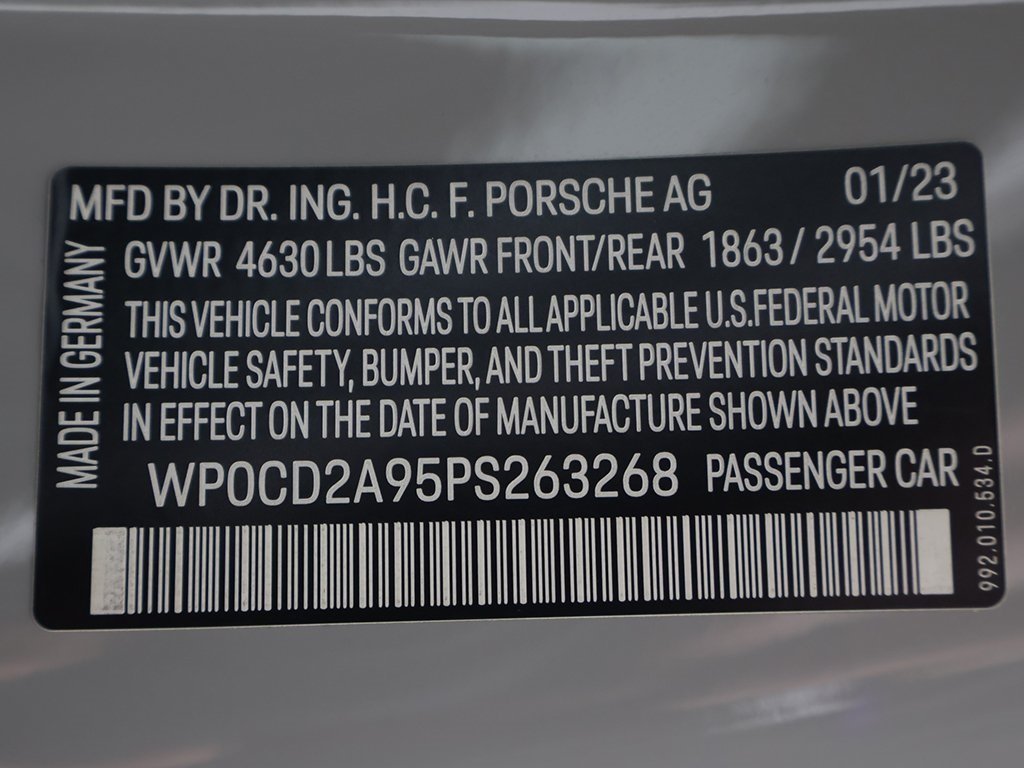 MFD BY DR. ING. H.C. F. PORSCHE AG 01/23
GVWR 4630 LBS GAWR FRONT/REAR 1863 / 2954 LBS
THIS VEHICLE CONFORMS TO ALL APPLICABLE U.S.FEDERAL MOTOR
VEHICLE SAFETY, BUMPER, AND THEFT PREVENTION STANDARDS
IN EFFECT ON THE DATE OF MANUFACTURE SHOWN ABOVE
WP0CD2A95PS263268 PASSENGER CAR
MADE IN GERMANY
992.010.534.D